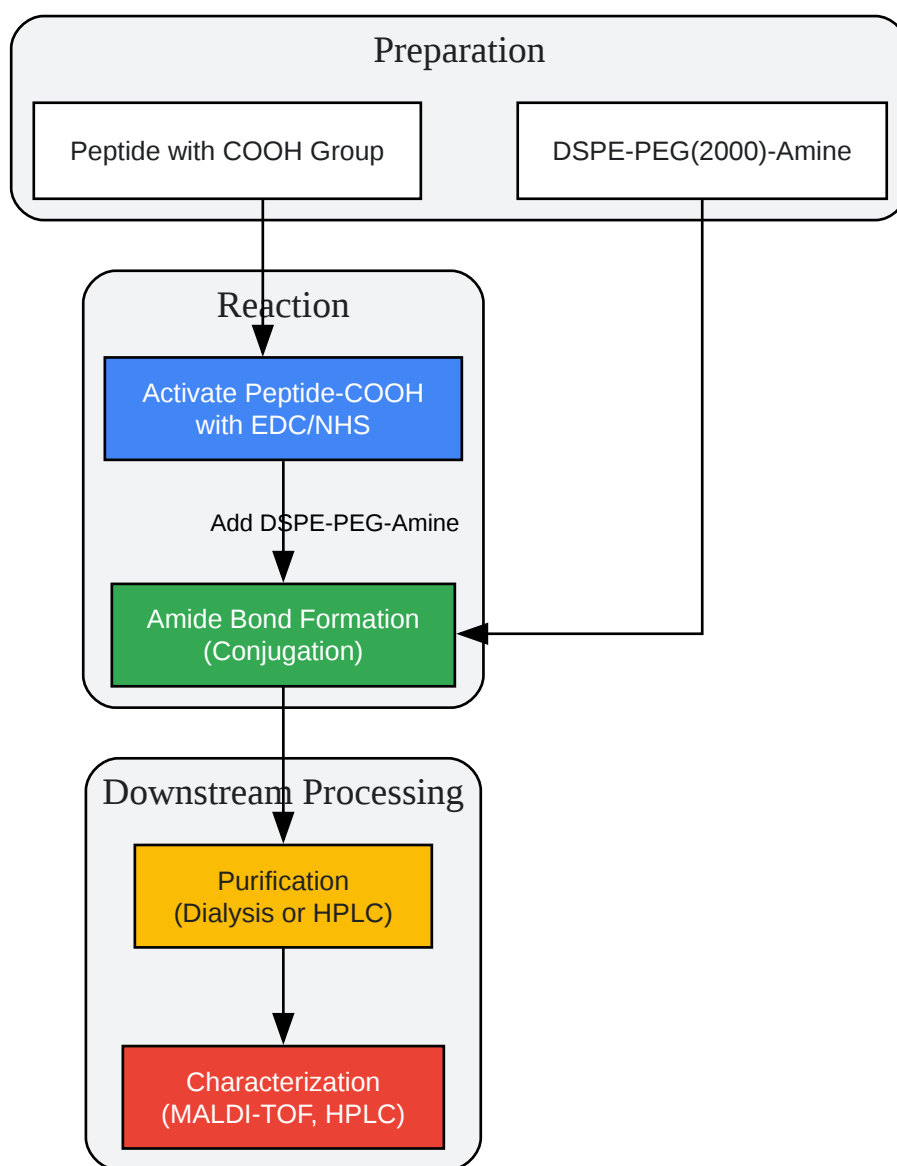 Preparation
Peptide with COOH Group
DSPE-PEG(2000)-Amine
Reaction
Activate Peptide-COOH
with EDC/NHS
Add DSPE-PEG-Amine
Amide Bond Formation
(Conjugation)
Downstream Processing
Purification
(Dialysis or HPLC)
Characterization
(MALDI-TOF, HPLC)